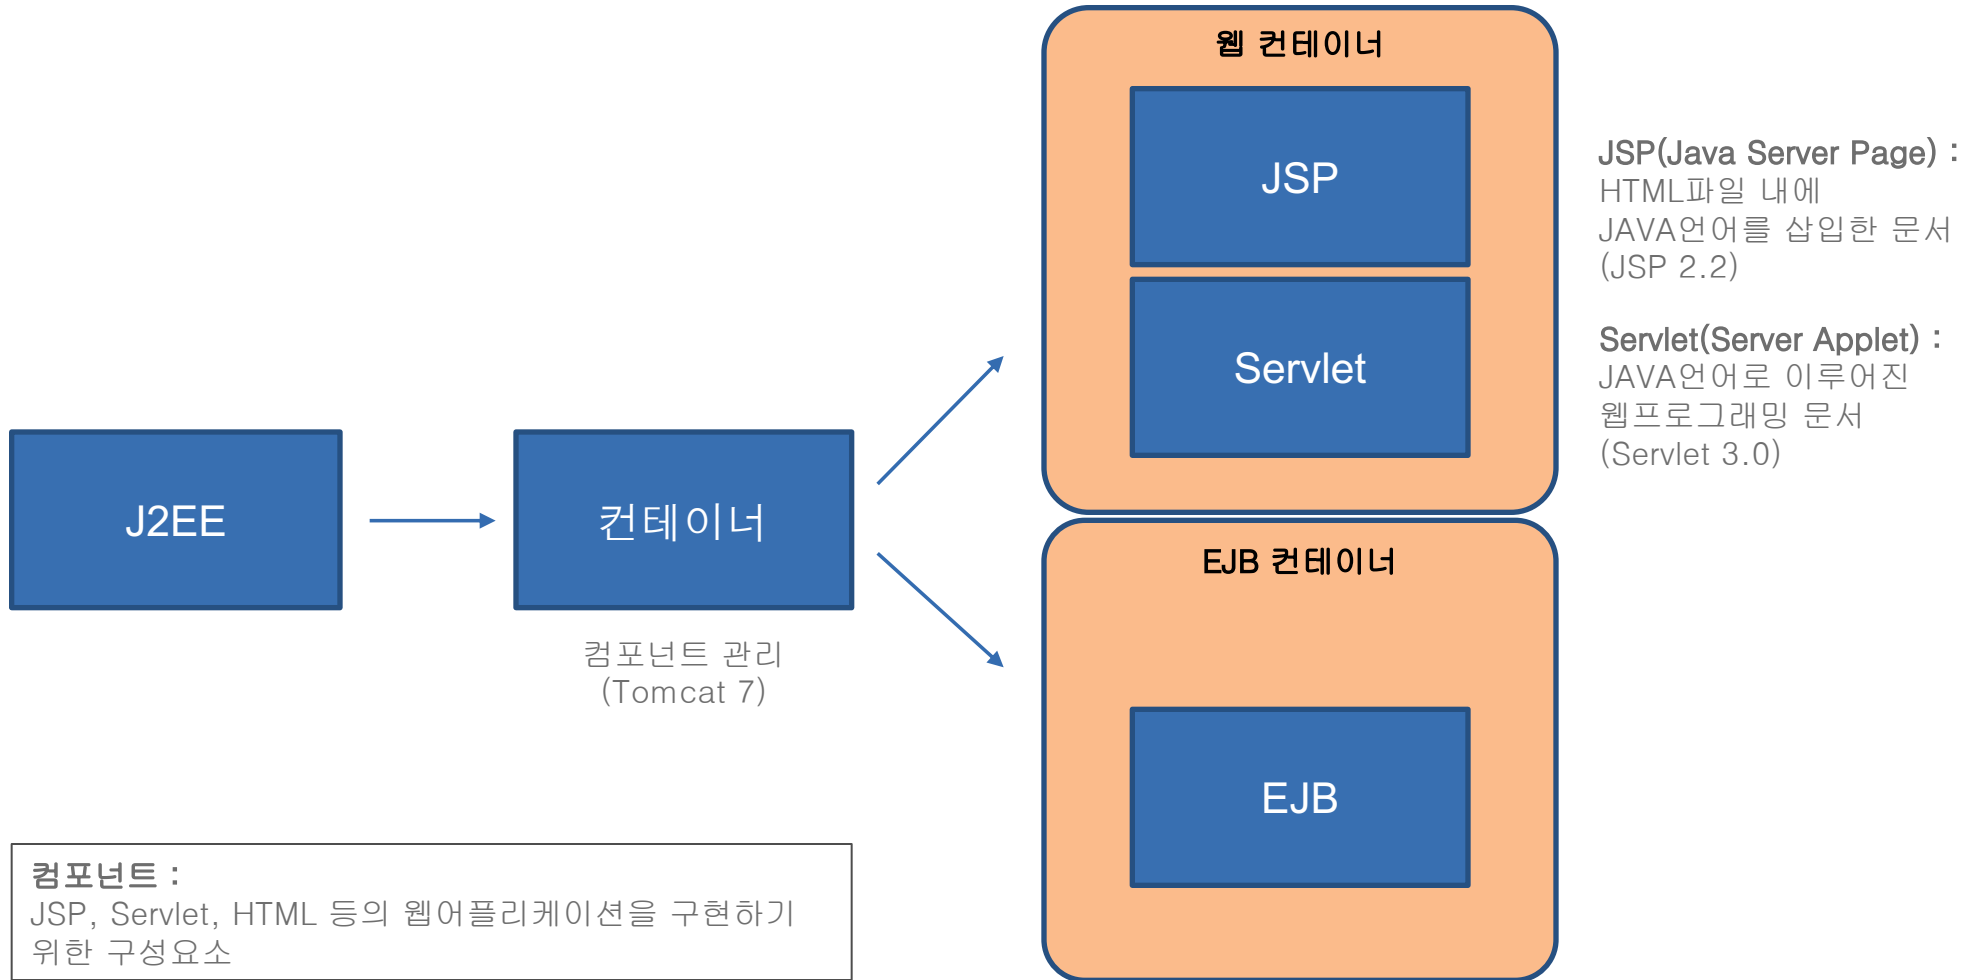 웹 컨테이너
JSP
Servlet
JSP(Java Server Page) :
HTML파일 내에
JAVA언어를 삽입한 문서
(JSP 2.2)
Servlet(Server Applet) :
JAVA언어로 이루어진
웹프로그래밍 문서
(Servlet 3.0)
J2EE
컨테이너
컴포넌트 관리
(Tomcat 7)
EJB 컨테이너
EJB
컴포넌트 :
JSP, Servlet, HTML 등의 웹어플리케이션을 구현하기
위한 구성요소